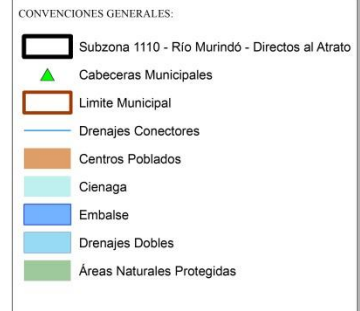 CONVENCIONES GENERALES:
Subzona 1110 - Río Murindó - Directos al Atrato
Cabeceras Municipales
Limite Municipal
Drenajes Conectores
Centros Poblados
Cienaga
Embalse
Drenajes Dobles
Áreas Naturales Protegidas